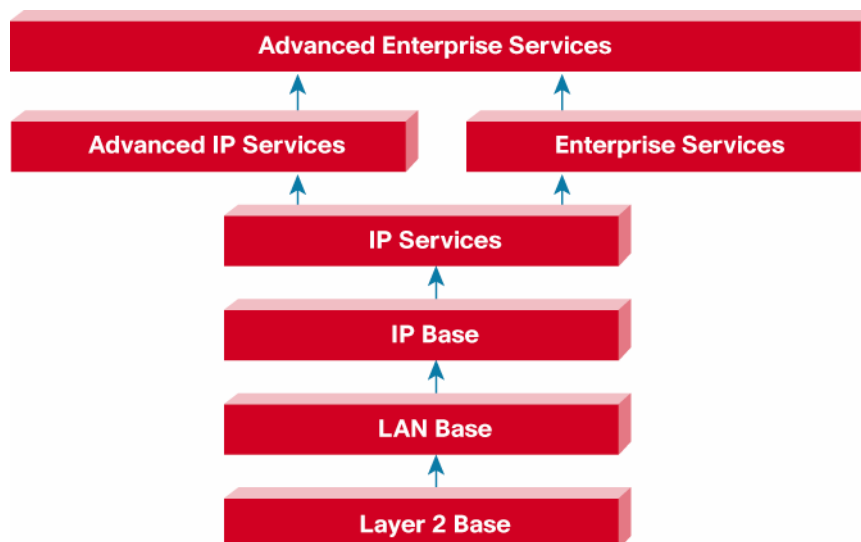 Advanced Enterprise Services
Advanced IP Services
Enterprise Services
IP Services
IP Base
LAN Base
Layer 2 Base